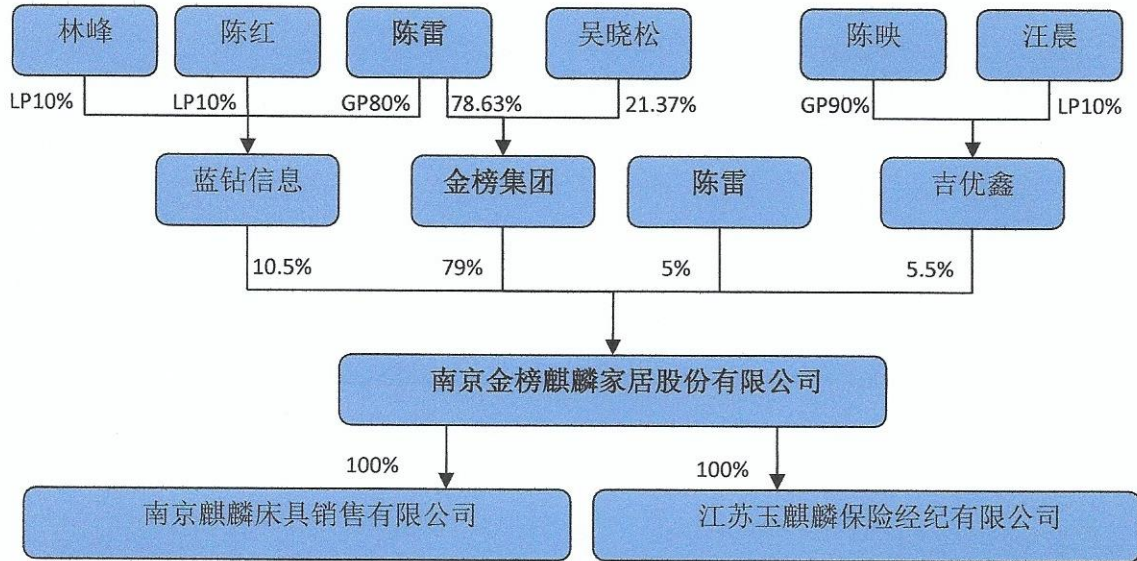 林峰
陈红
陈雷
吴晓松
陈映
汪晨
LP10%
LP10%
GP80%
78.63%
21.37%
GP90%
LP10%
蓝钻信息
金榜集团
陈雷
吉优鑫
10.5%
79%
5%
5.5%
南京金榜麒麟家居股份有限公司
100%
100%
南京麒麟床具销售有限公司
江苏玉麒麟保险经纪有限公司